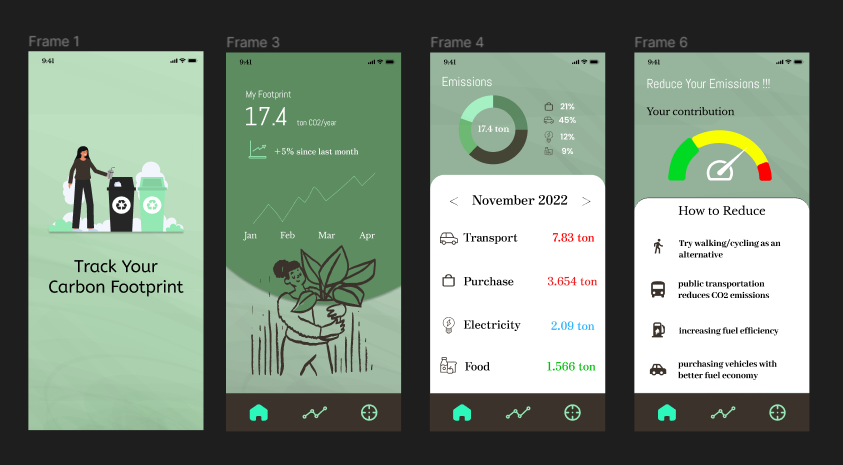 Frame 1
9:41
Track Your
Carbon Footprint
Frame 3
9:41
My Footprint
17.4 ton CO2/year
+5% since last month
Jan Feb Mar Apr
Frame 4
9:41
Emissions
17.4 ton
21%
45%
12%
9%
< November 2022 >
Transport 7.83 ton
Purchase 3.654 ton
Electricity 2.09 ton
Food 1.566 ton
Frame 6
9:41
Reduce Your Emissions !!!
Your contribution
How to Reduce
Try walking/cycling as an
alternative
public transportation
reduces CO2 emissions
increasing fuel efficiency
purchasing vehicles with
better fuel economy